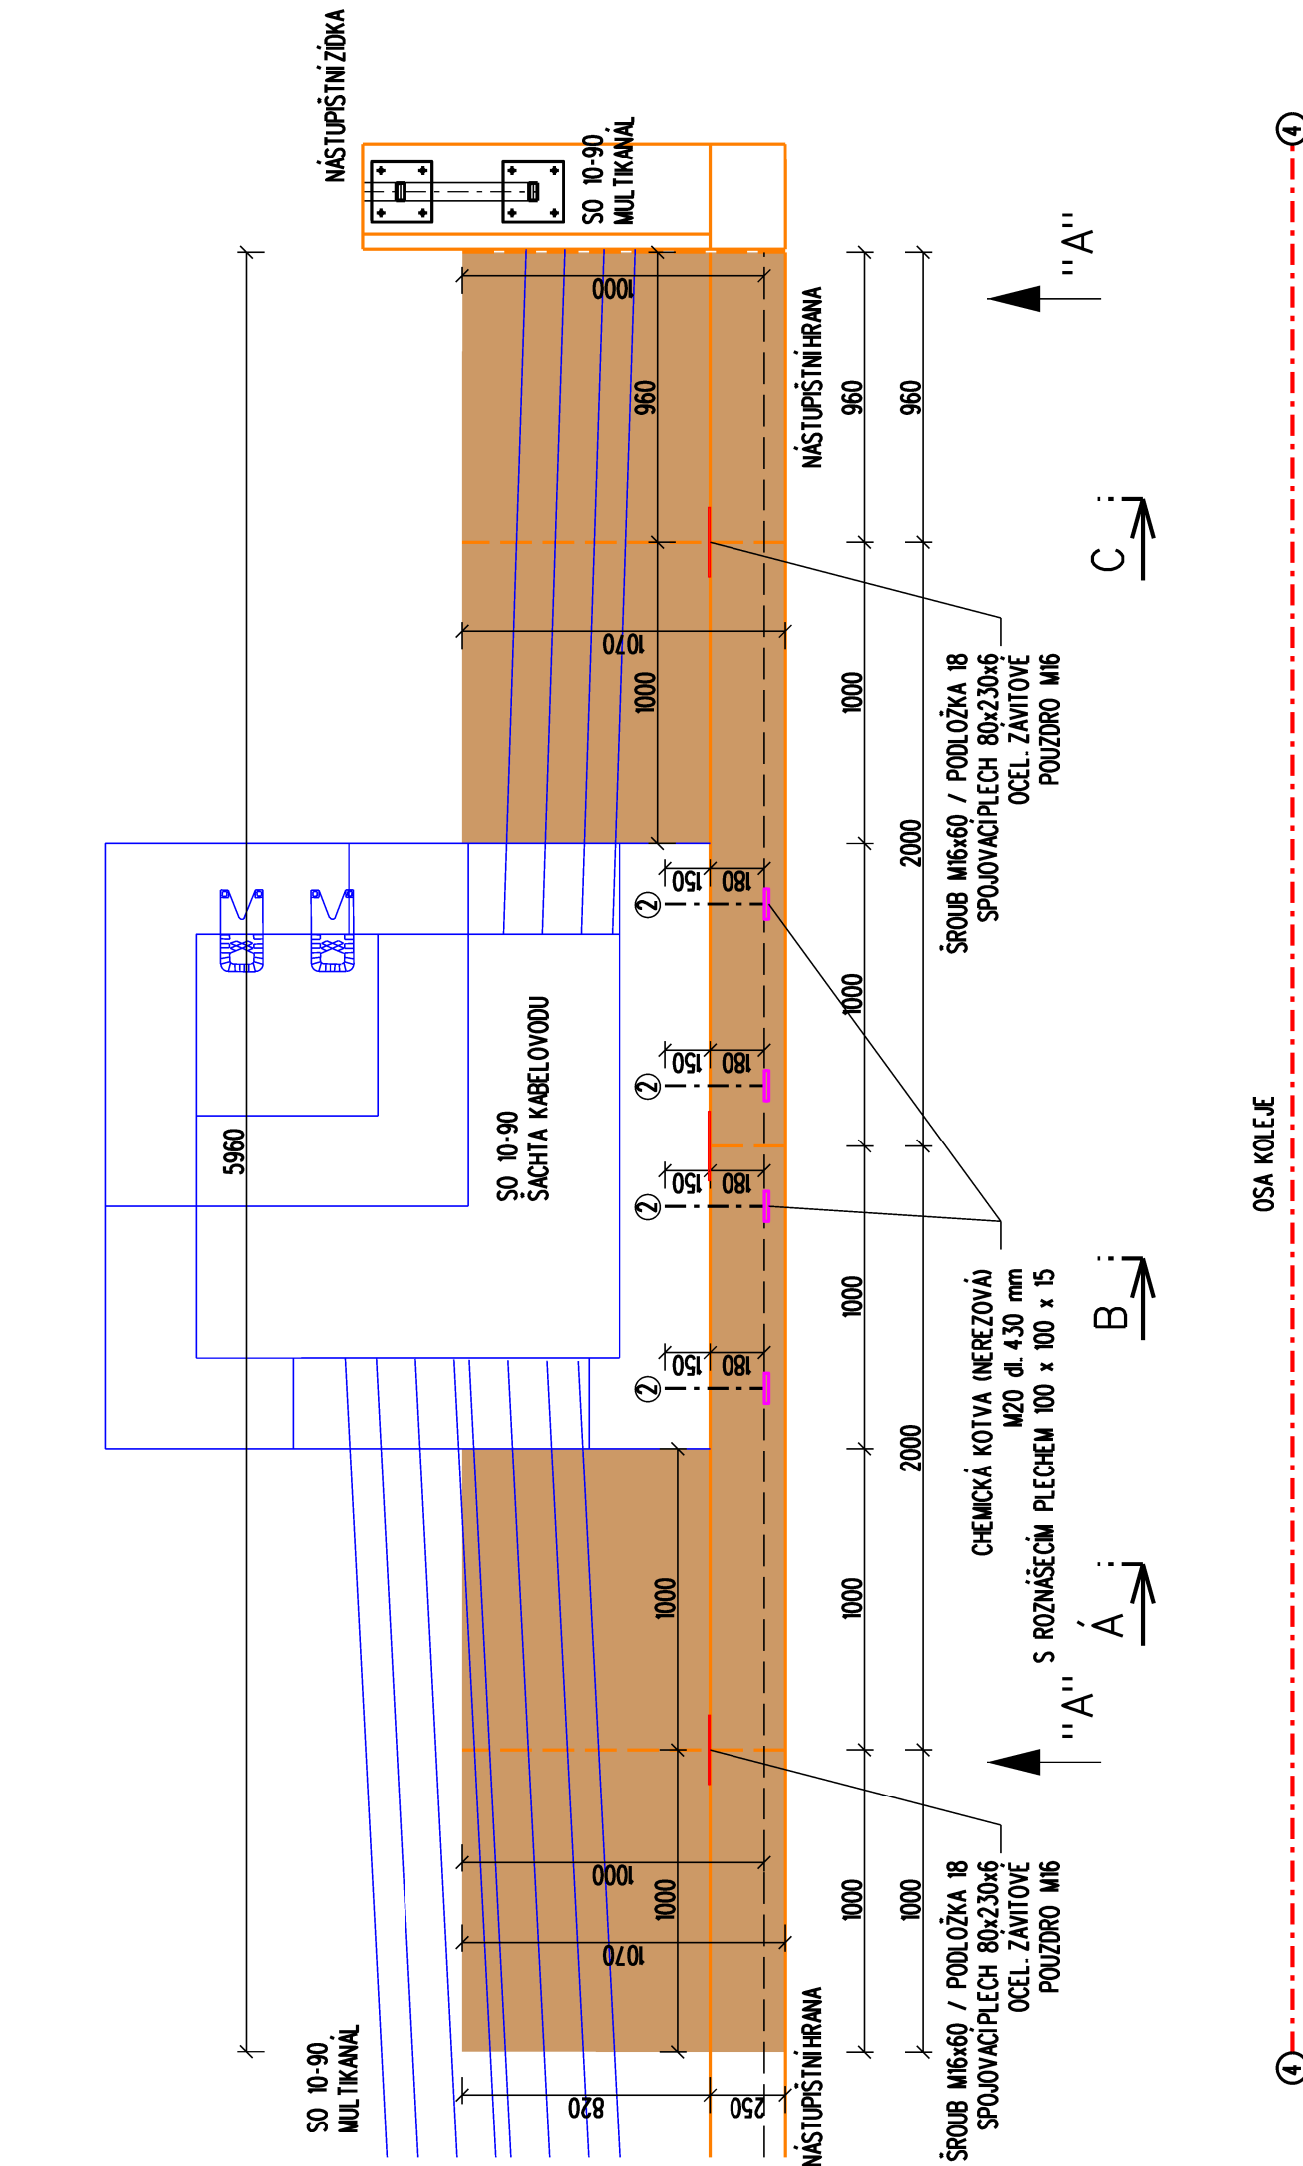 NÁSTUPIŠTNÍ ZÍDKA
SO 10-90
MULTIKANÁL
1000
960
NÁSTUPIŠTNÍ HRANA
960
960
"A"
4
C
1070
1000
1000
ŠROUB M16x60 / PODLOŽKA 18
SPOJOVACÍ PLECH 80x230x6
OCEL. ZÁVITOVÉ
POUZDRO M16
2000
150
180
2
1000
5960
SO 10-90
ŠACHTA KABELOVODU
150
180
2
150
180
2
150
180
2
1000
OSA KOLEJE
B
CHEMICKÁ KOTVA (NEREZOVÁ)
M20 dl. 430 mm
S ROZNÁŠECÍM PLECHEM 100 x 100 x 15
2000
1000
1000
Á
"A"
1000
1000
1070
1000
1000
ŠROUB M16x60 / PODLOŽKA 18
SPOJOVACÍ PLECH 80x230x6
OCEL. ZÁVITOVÉ
POUZDRO M16
SO 10-90
MULTIKANÁL
820
250
NÁSTUPIŠTNÍ HRANA
4